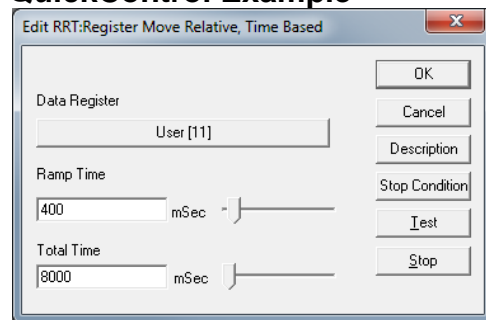 QuickControl Example
Edit RRT:Register Move Relative, Time Based
X
OK
Data Register
Cancel
User [11]
Description
Ramp Time
Stop Condition
400 mSec
Test
Total Time
Stop
8000 mSec